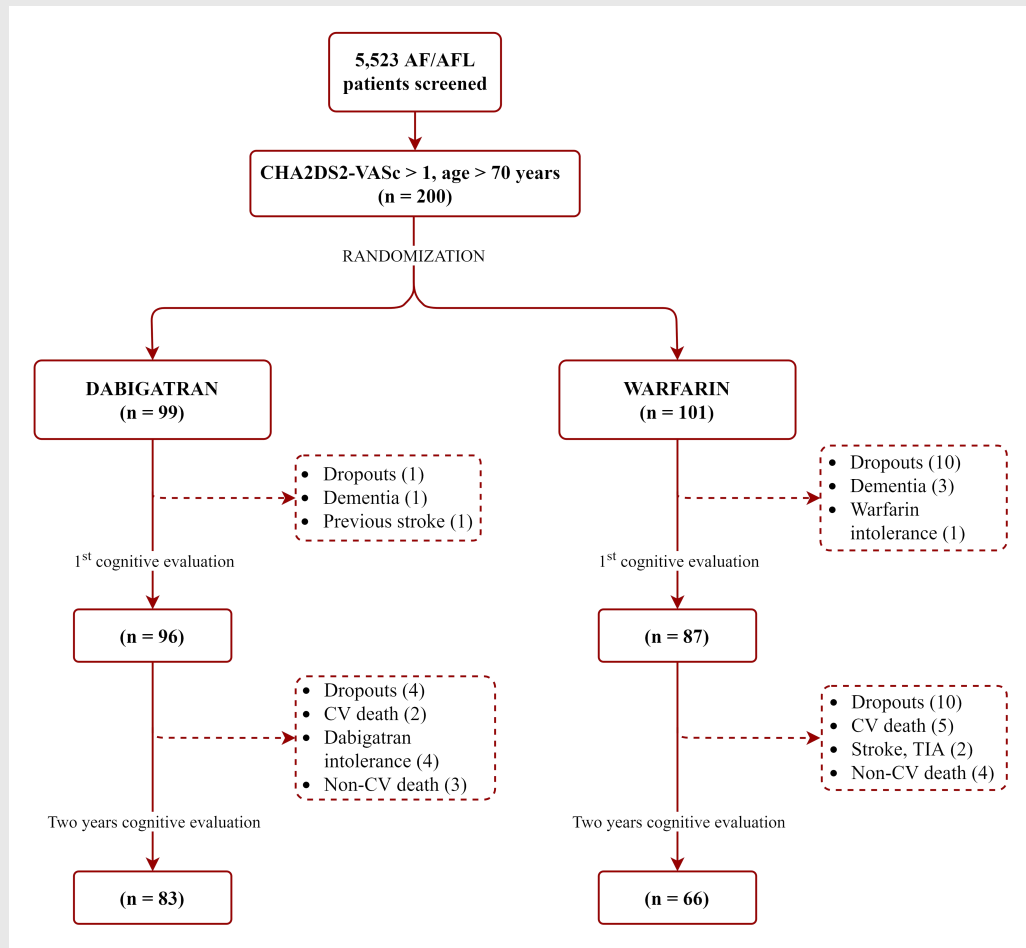 5,523 AF/AFL
patients screened
CHA2DS2-VASc > 1, age > 70 years
(n = 200)
RANDOMIZATION
DABIGATRAN
(n = 99)
WARFARIN
(n = 101)
• Dropouts (1)
• Dementia (1)
• Previous stroke (1)
• Dropouts (10)
• Dementia (3)
• Warfarin
intolerance (1)
1st cognitive evaluation
1st cognitive evaluation
(n = 96)
(n = 87)
• Dropouts (4)
• CV death (2)
• Dabigatran
intolerance (4)
• Non-CV death (3)
• Dropouts (10)
• CV death (5)
• Stroke, TIA (2)
• Non-CV death (4)
Two years cognitive evaluation
Two years cognitive evaluation
(n = 83)
(n = 66)